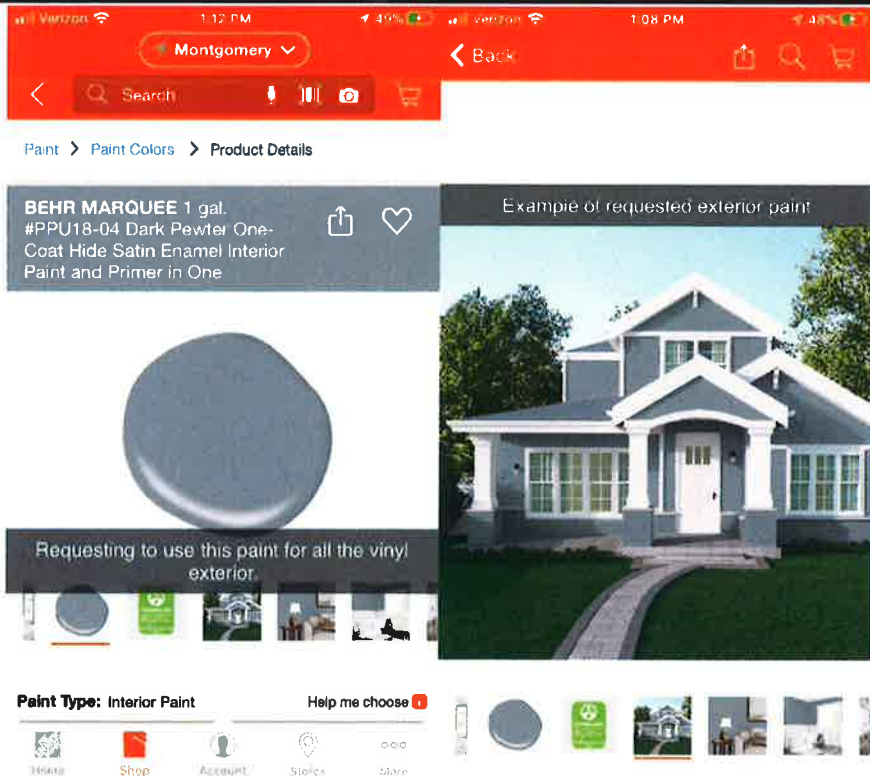 Verizon 1:12 PM 49%
Montgomery
Search
Paint > Paint Colors > Product Details
BEHR MARQUEE 1 gal.
#PPU18-04 Dark Pewter One-
Coat Hide Satin Enamel Interior
Paint and Primer in One
Requesting to use this paint for all the vinyl
exterior.
Paint Type: Interior Paint
Help me choose
Home
Shop
Account
Stores
More
verizon 1:08 PM 48%
Back
Example of requested exterior paint